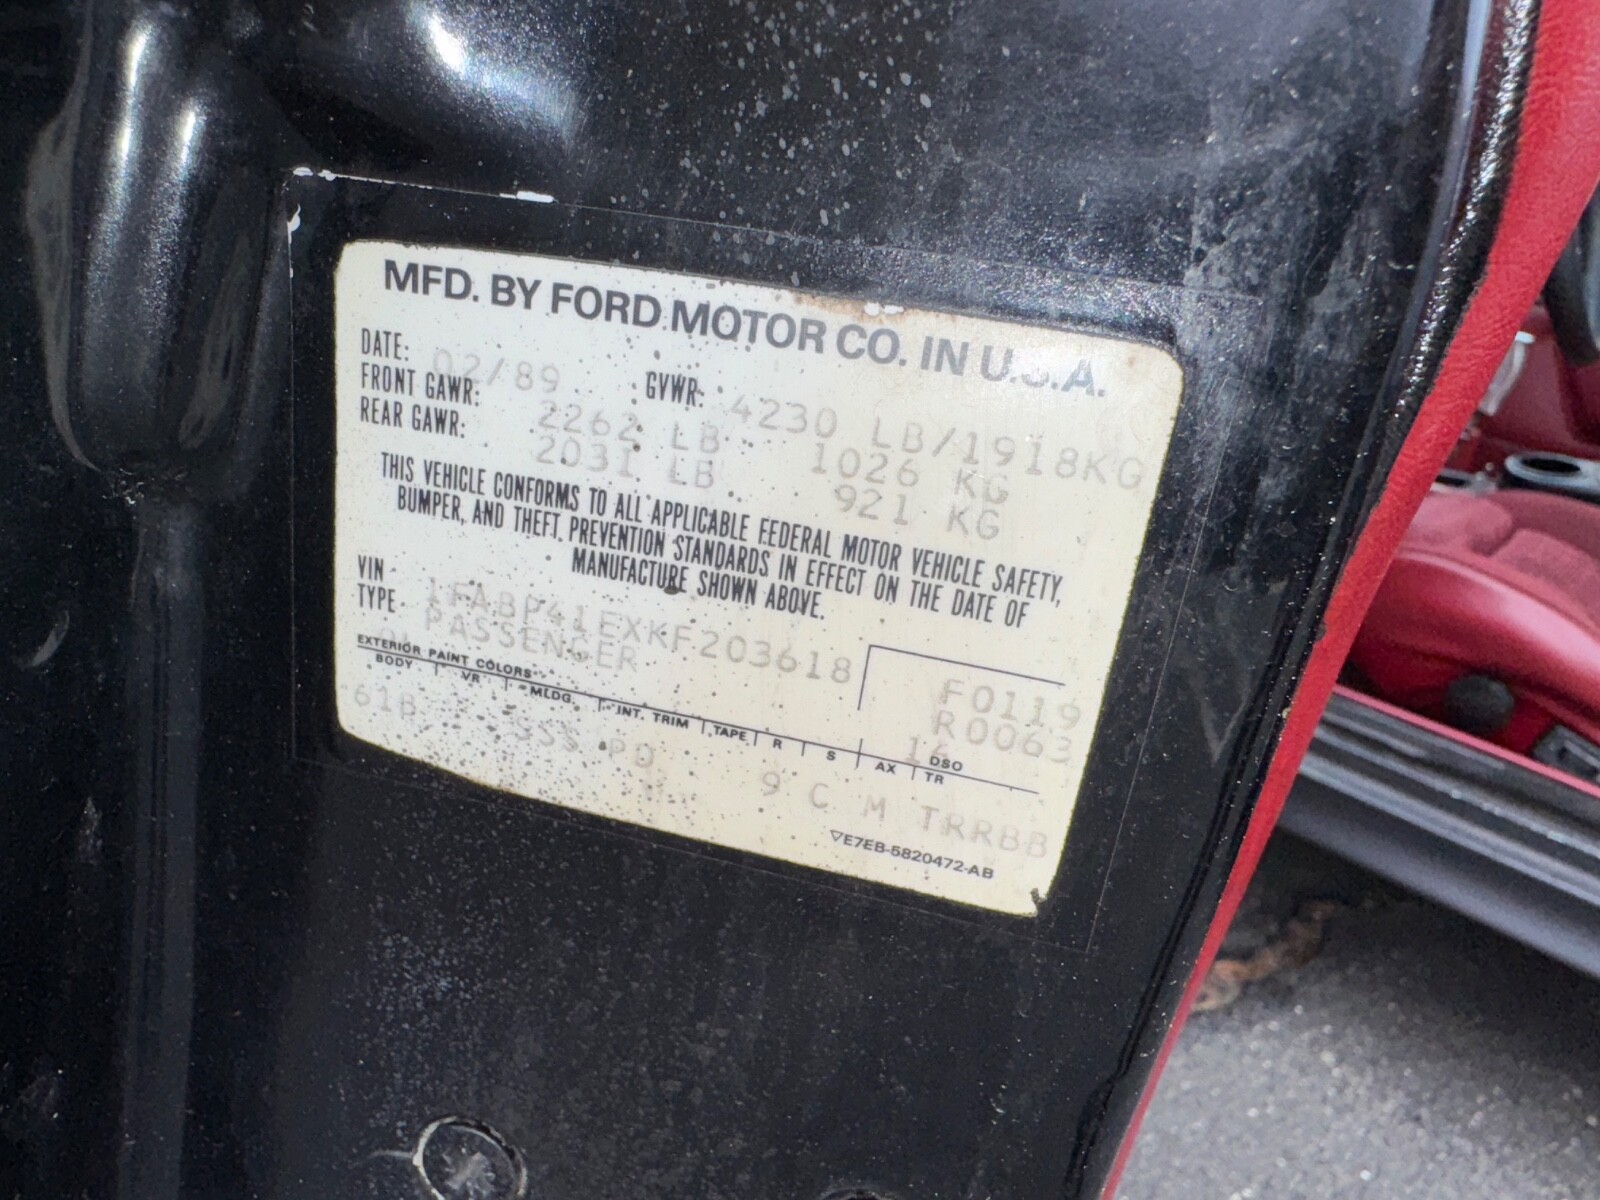 MFD. BY FORD MOTOR CO. IN U.S.A.
DATE: 02/89 GVWR: 4230 LB/1918KG
FRONT GAWR: 2262 LB 1026 KG
REAR GAWR: 2031 LB 921 KG
THIS VEHICLE CONFORMS TO ALL APPLICABLE FEDERAL MOTOR VEHICLE SAFETY,
BUMPER, AND THEFT PREVENTION STANDARDS IN EFFECT ON THE DATE OF
MANUFACTURE SHOWN ABOVE.
VIN 1FABP41EXKF203618
TYPE PASSENGER
F0119
R0063
EXTERIOR PAINT COLORS 16 DSO
BODY VR MLDG. INT. TRIM TAPE R S AX TR
61B SSS PD 9 C M TRRBB
▽E7EB-5820472-AB